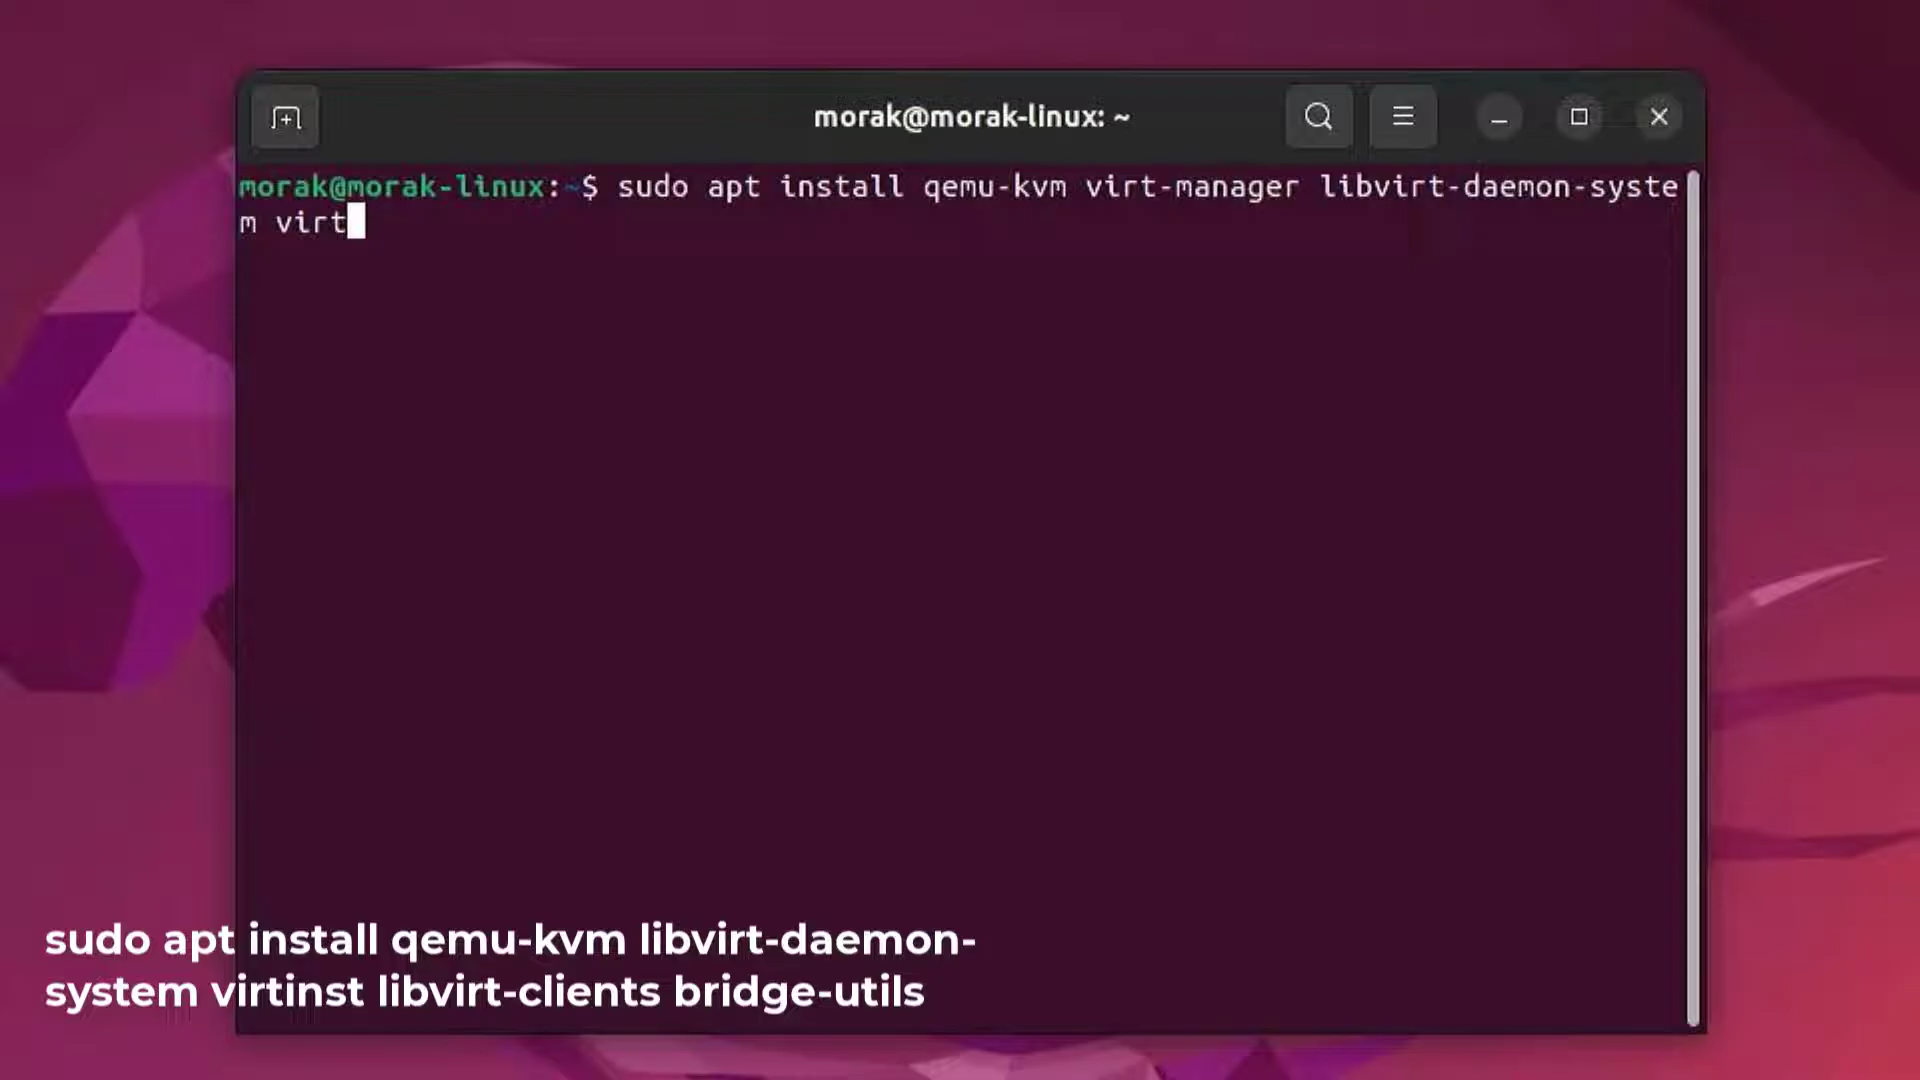 morak@morak-linux: ~
morak@morak-linux:~$ sudo apt install qemu-kvm virt-manager libvirt-daemon-syste
m virt
sudo apt install qemu-kvm libvirt-daemon-
system virtinst libvirt-clients bridge-utils